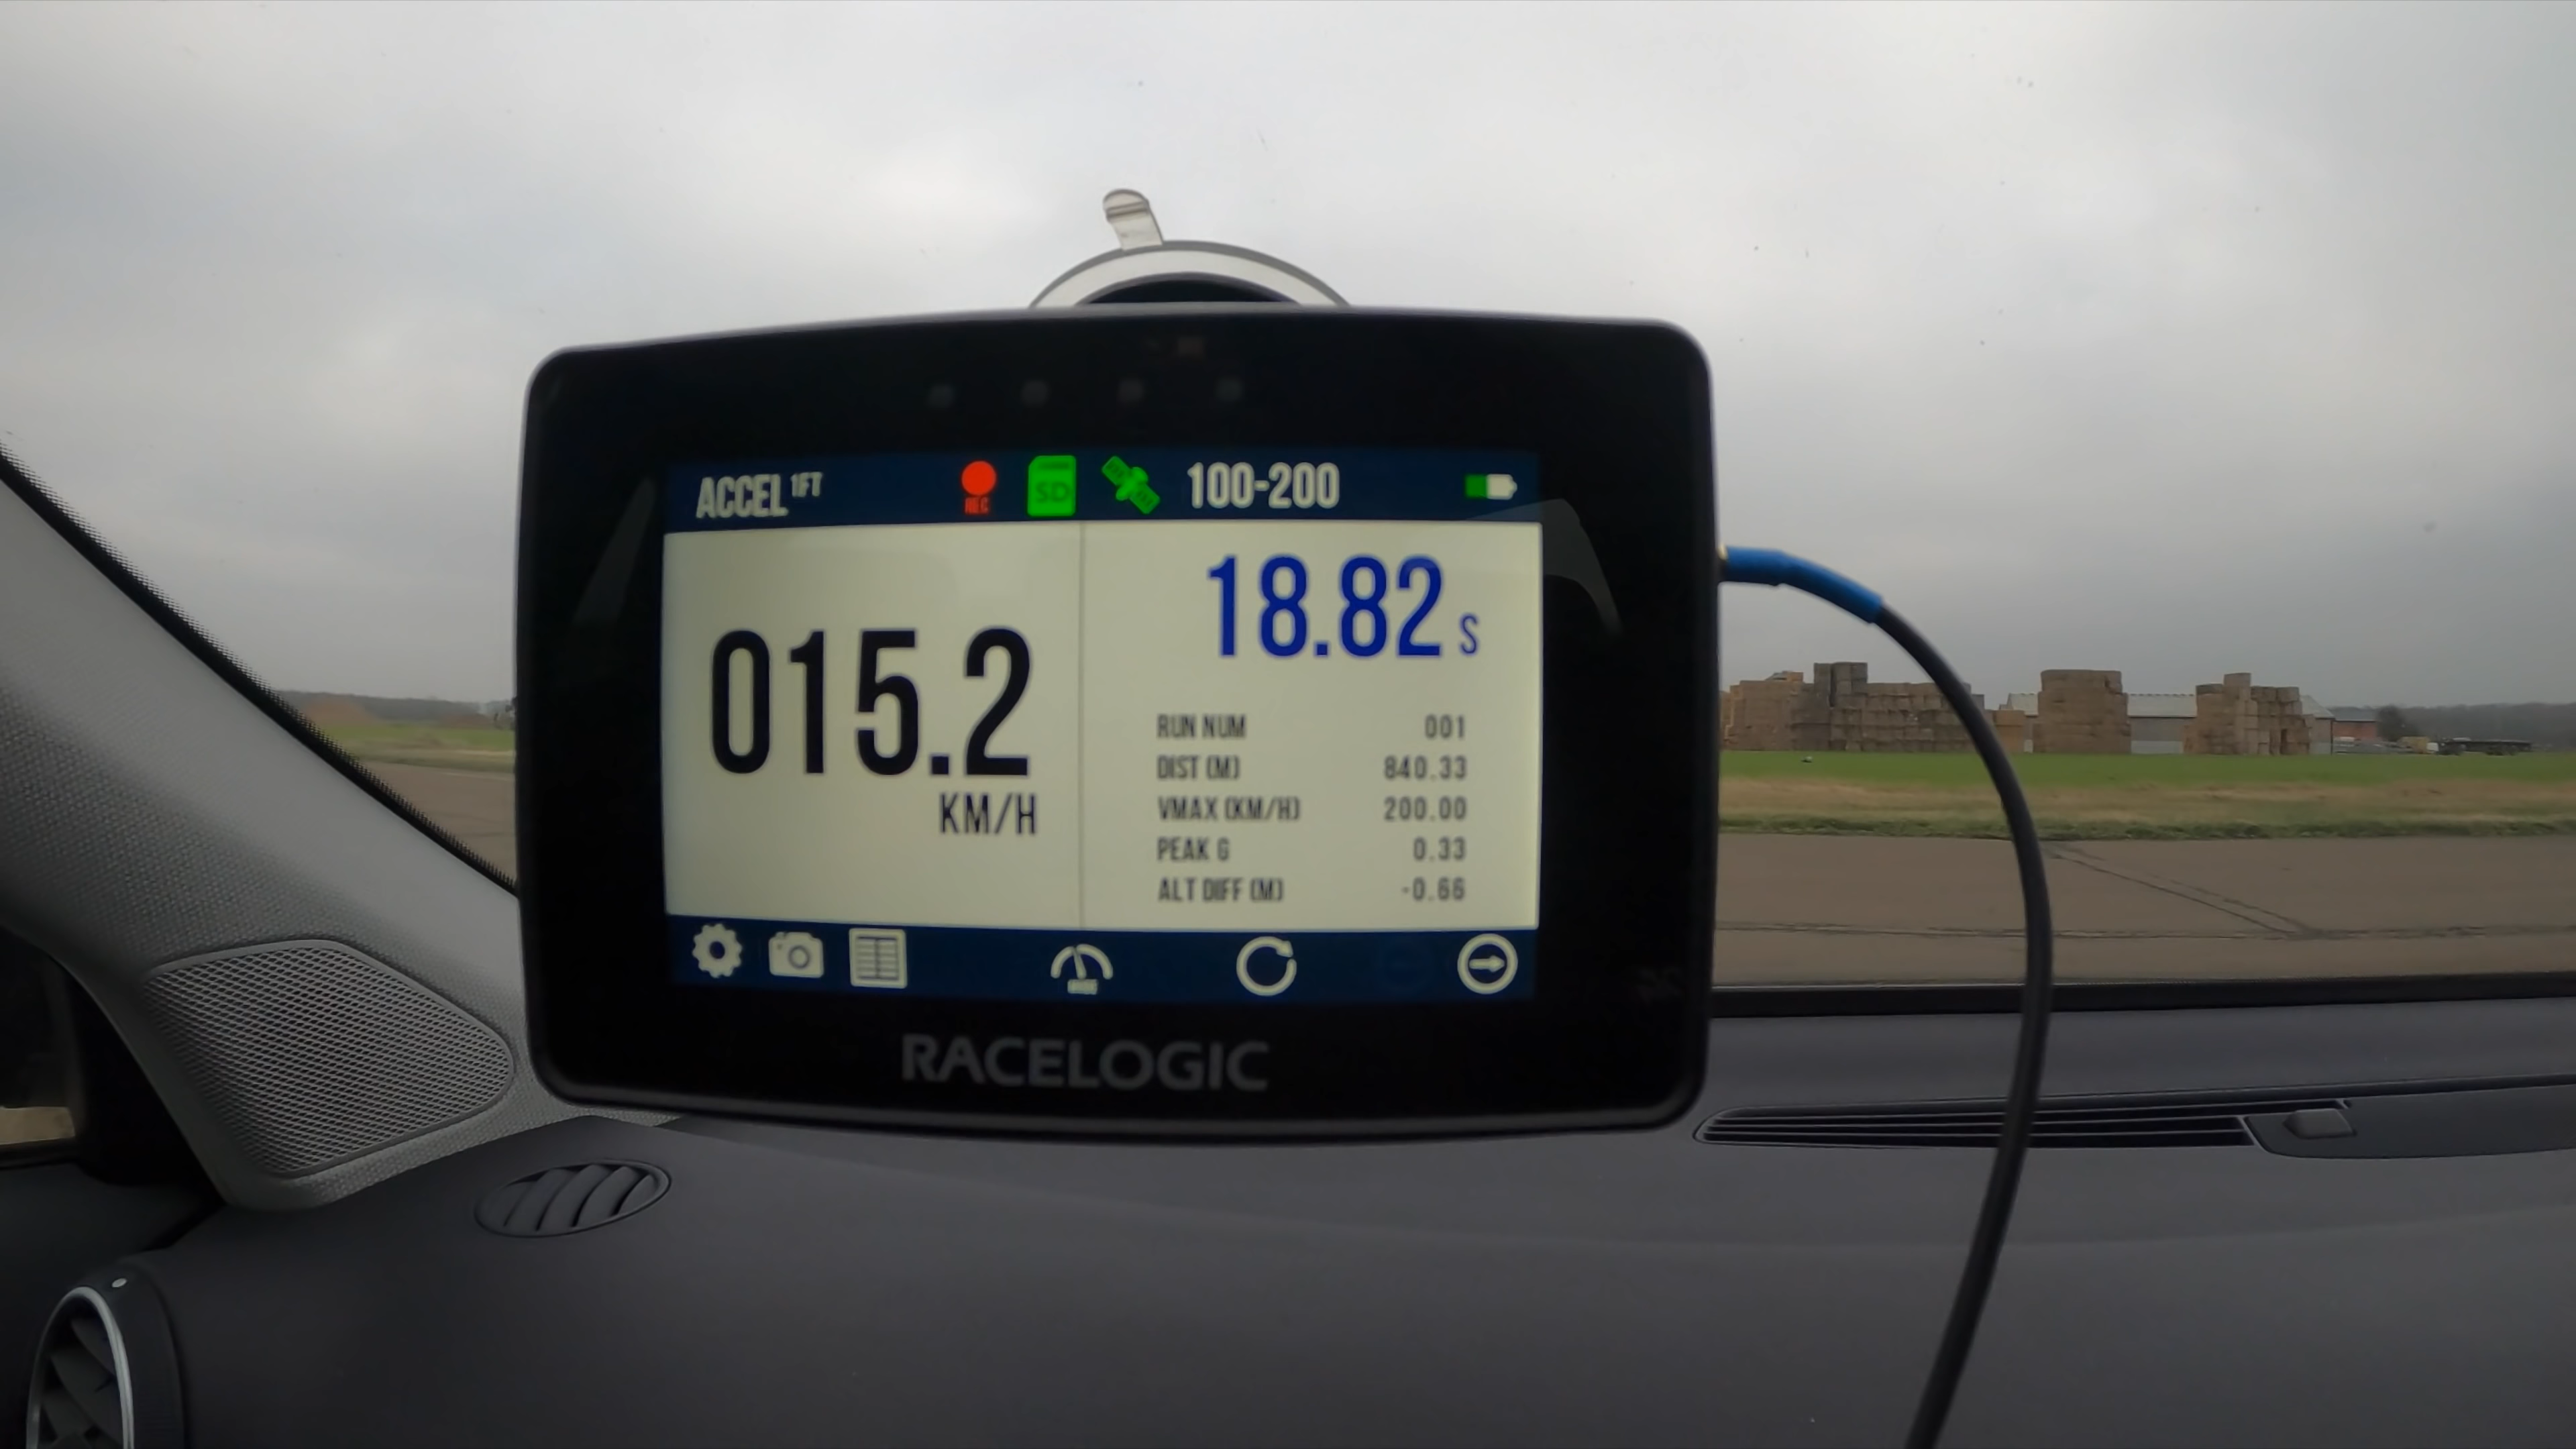 ACCEL 1FT REC SD 100-200
18.82 S
015.2
KM/H
RUN NUM 001
DIST (M) 840.33
VMAX (KM/H) 200.00
PEAK G 0.33
ALT DIFF (M) -0.66
RACELOGIC